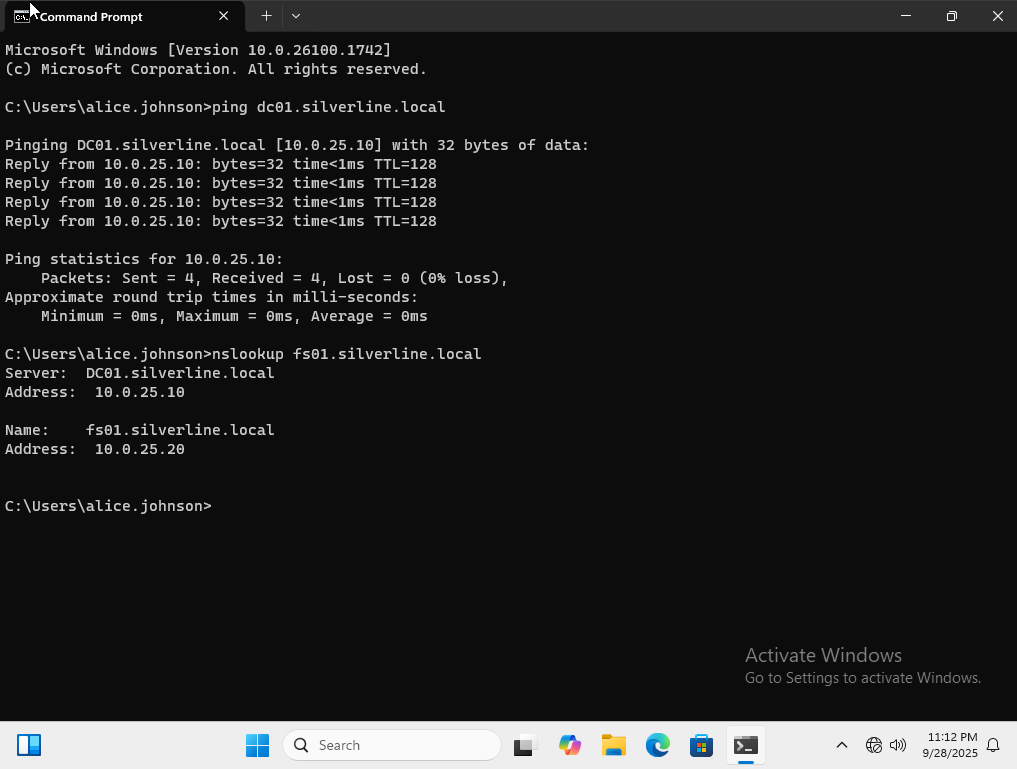 Command Prompt
Microsoft Windows [Version 10.0.26100.1742]
(c) Microsoft Corporation. All rights reserved.
C:\Users\alice.johnson>ping dc01.silverline.local
Pinging DC01.silverline.local [10.0.25.10] with 32 bytes of data:
Reply from 10.0.25.10: bytes=32 time<1ms TTL=128
Reply from 10.0.25.10: bytes=32 time<1ms TTL=128
Reply from 10.0.25.10: bytes=32 time<1ms TTL=128
Reply from 10.0.25.10: bytes=32 time<1ms TTL=128
Ping statistics for 10.0.25.10:
    Packets: Sent = 4, Received = 4, Lost = 0 (0% loss),
Approximate round trip times in milli-seconds:
    Minimum = 0ms, Maximum = 0ms, Average = 0ms
C:\Users\alice.johnson>nslookup fs01.silverline.local
Server:  DC01.silverline.local
Address:  10.0.25.10
Name:    fs01.silverline.local
Address:  10.0.25.20
C:\Users\alice.johnson>
Activate Windows
Go to Settings to activate Windows.
Search
11:12 PM
9/28/2025